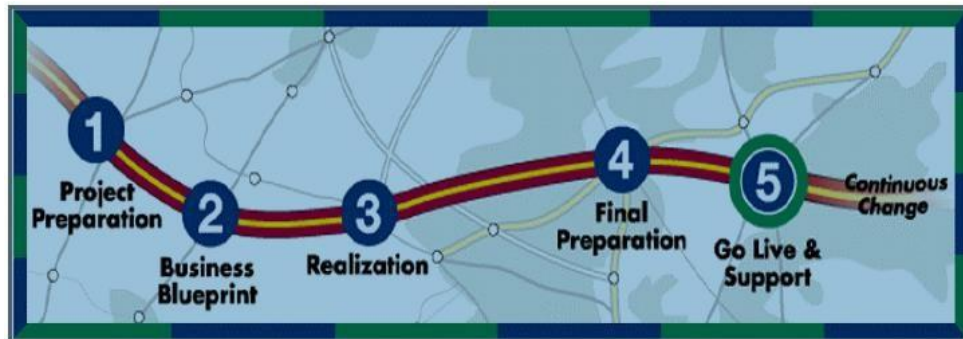 1
Project
Preparation
2
Business
Blueprint
3
Realization
4
Final
Preparation
5
Go Live &
Support
Continuous
Change